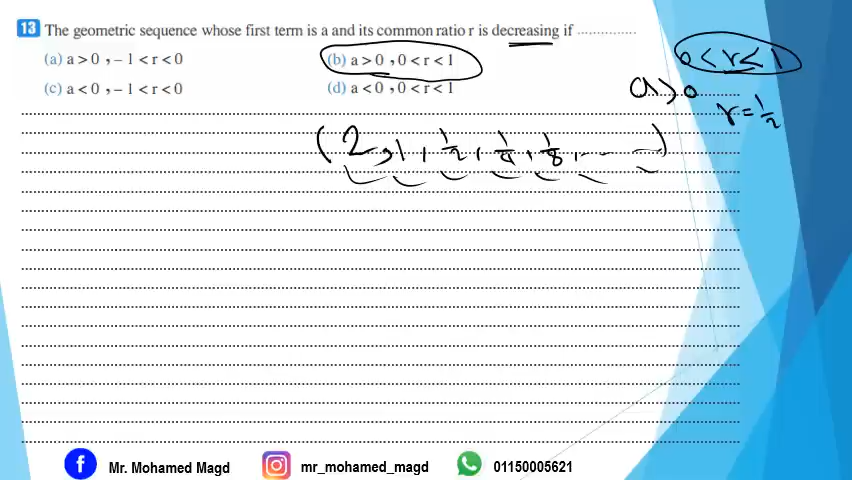 13 The geometric sequence whose first term is a and its common ratio r is decreasing if ...............
(a) a > 0 , – 1 < r < 0
(b) a > 0 , 0 < r < 1
(c) a < 0 , – 1 < r < 0
(d) a < 0 , 0 < r < 1
0 < r < 1
a > 0
r = 1/2
( 2 , 1 , 1/2 , 1/4 , 1/8 , ... ... )
Mr. Mohamed Magd
mr_mohamed_magd
01150005621